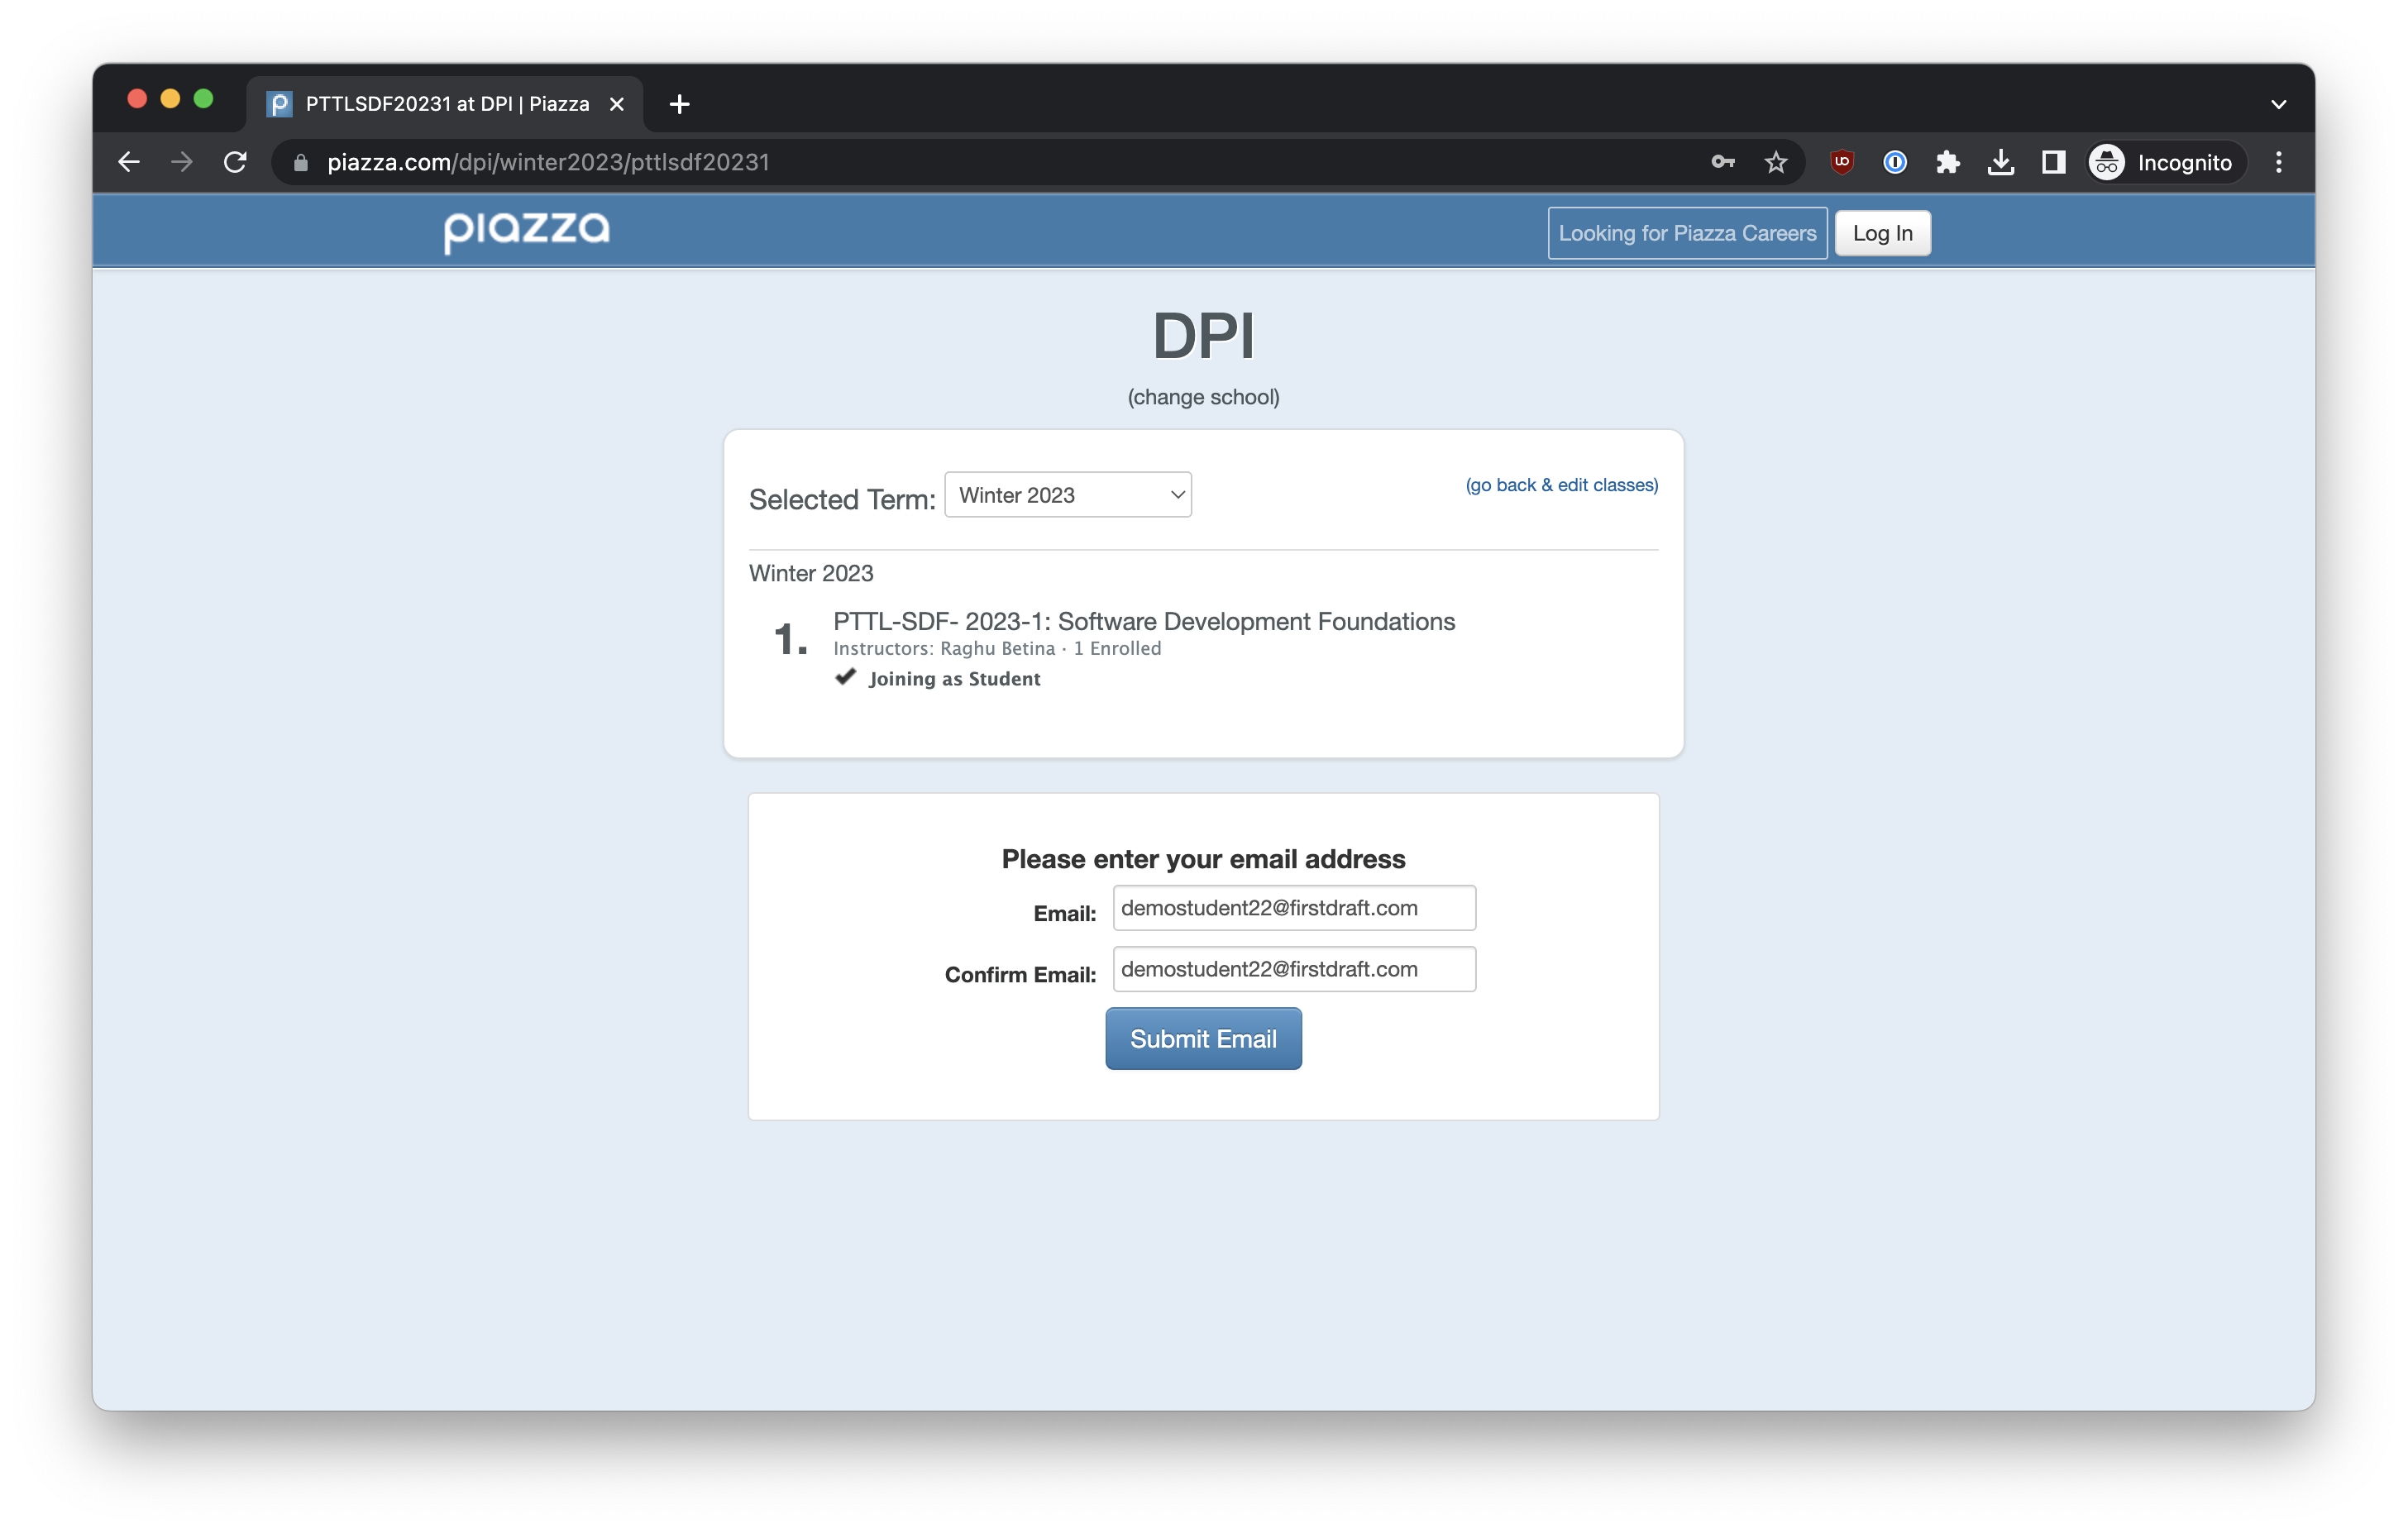 PTTLSDF20231 at DPI | Piazza
piazza.com/dpi/winter2023/pttlsdf20231
Incognito
piazza
Looking for Piazza Careers
Log In
DPI
(change school)
Selected Term: Winter 2023
(go back & edit classes)
Winter 2023
1. PTTL-SDF- 2023-1: Software Development Foundations
Instructors: Raghu Betina · 1 Enrolled
Joining as Student
Please enter your email address
Email: demostudent22@firstdraft.com
Confirm Email: demostudent22@firstdraft.com
Submit Email